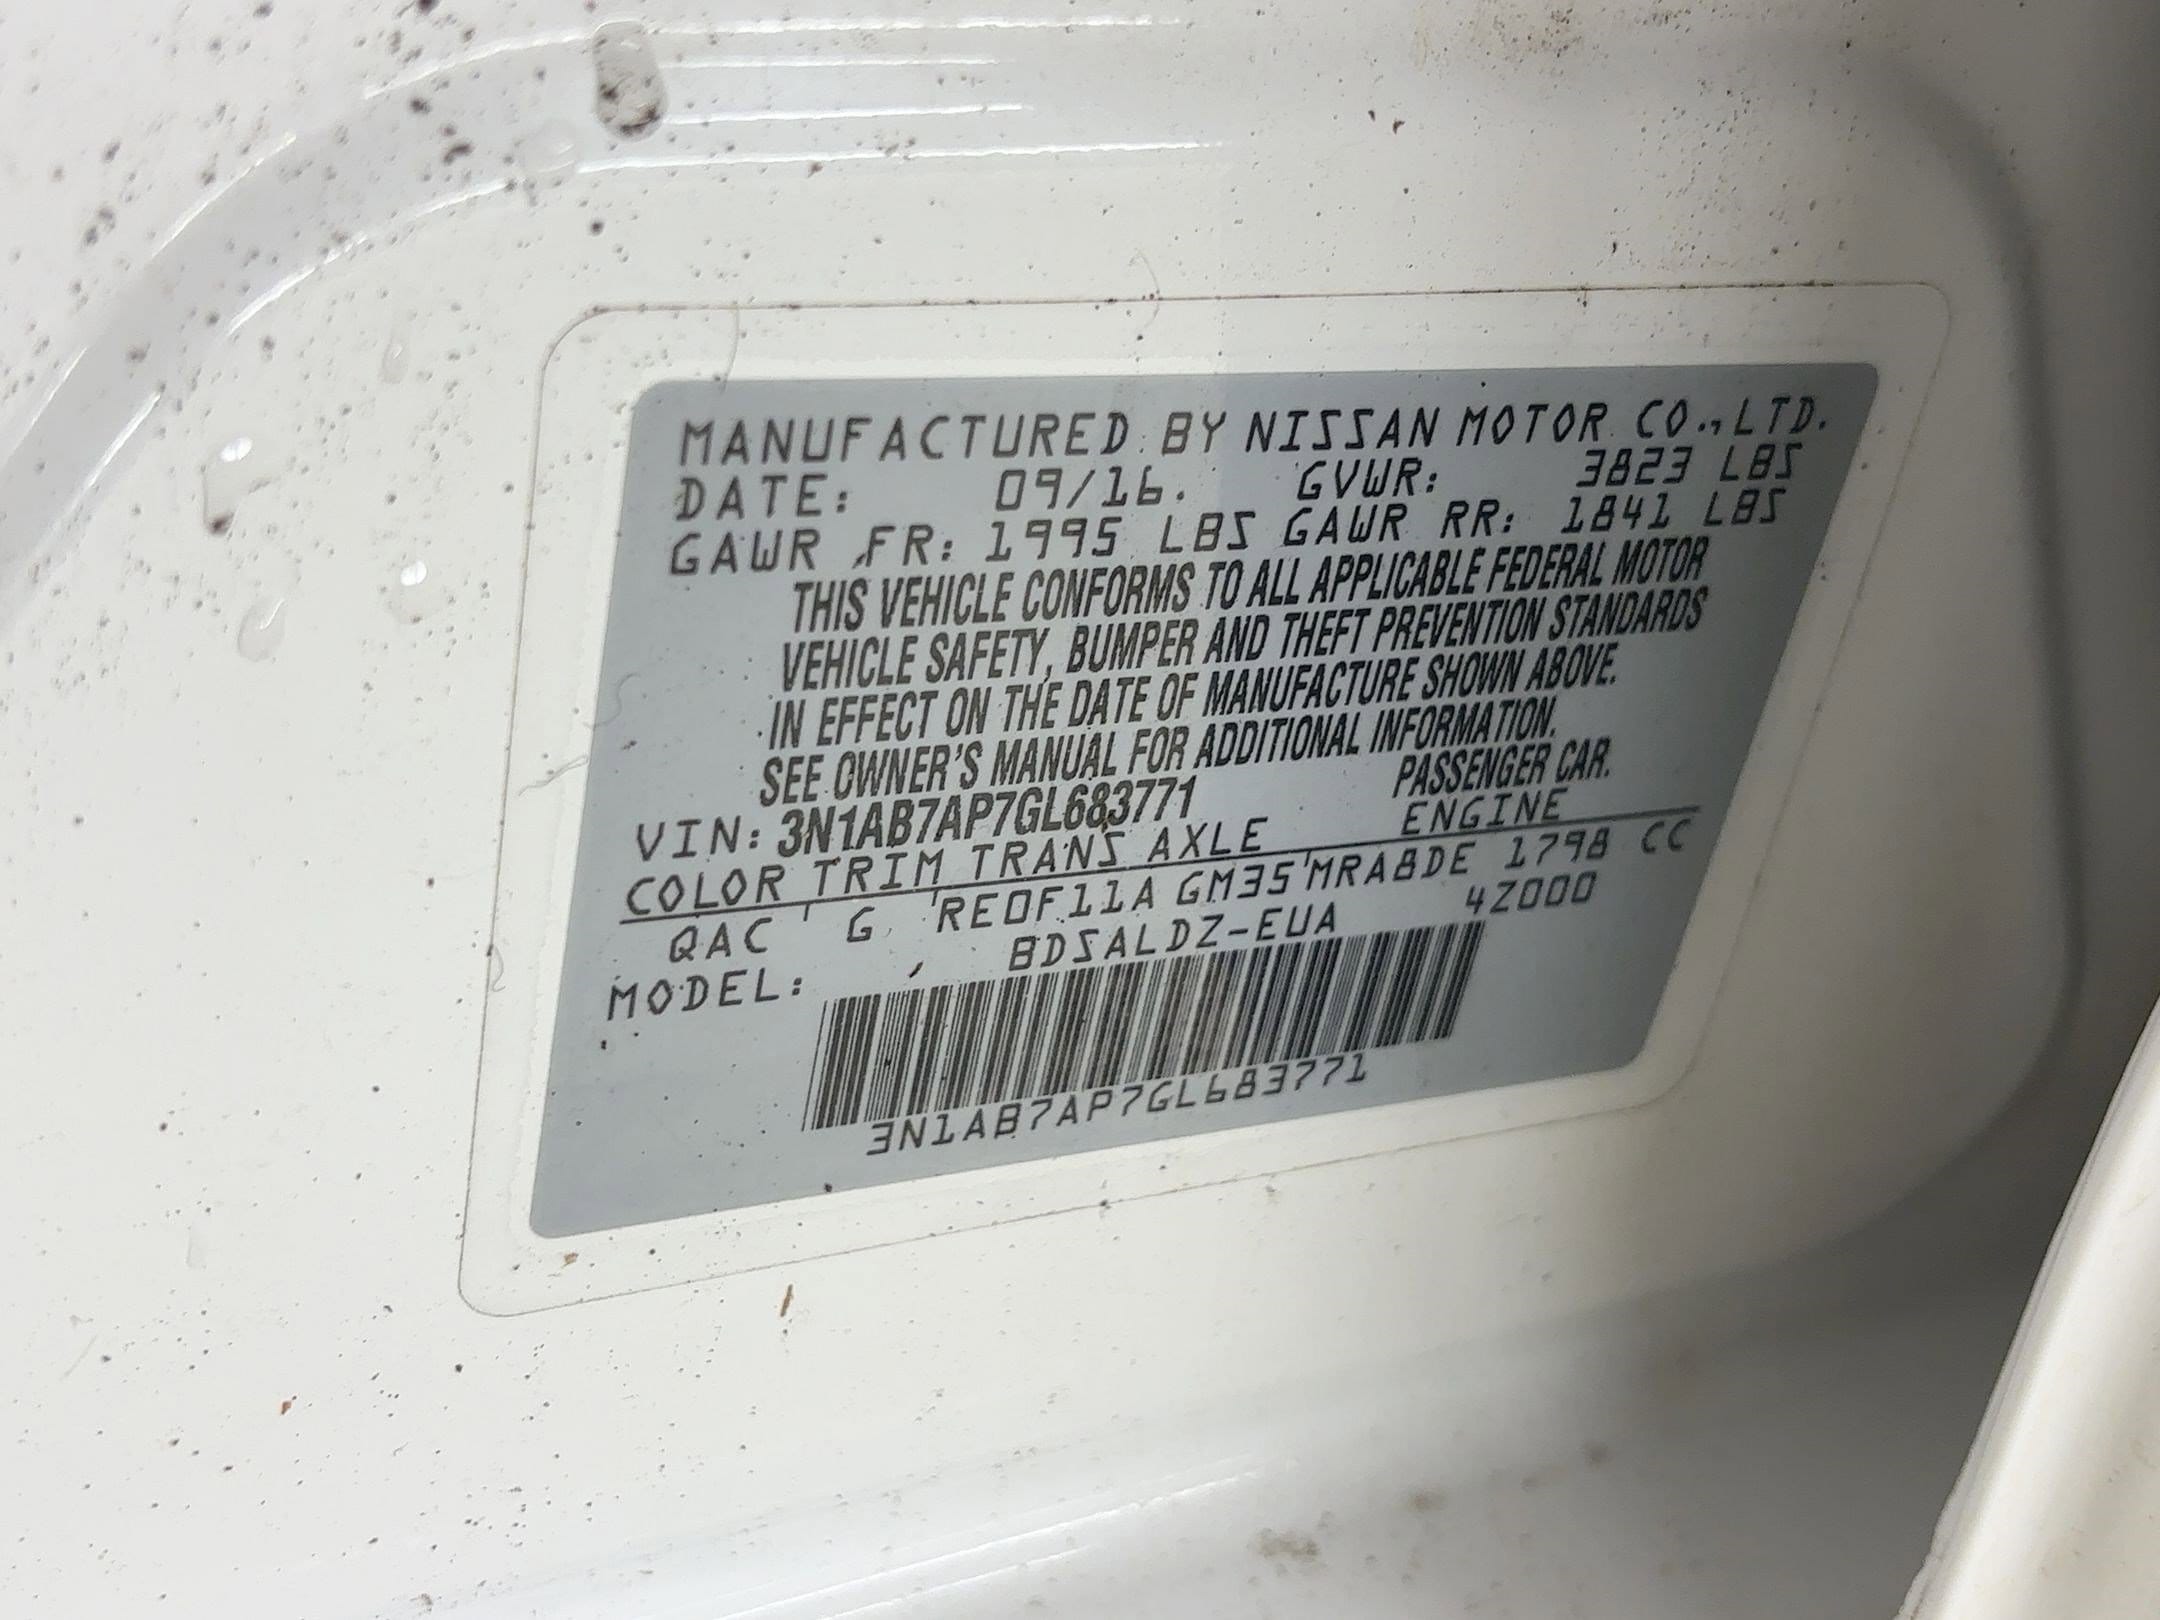 MANUFACTURED BY NISSAN MOTOR CO., LTD.
DATE: 09/16. GVWR: 3823 LBS
GAWR FR: 1995 LBS GAWR RR: 1841 LBS
THIS VEHICLE CONFORMS TO ALL APPLICABLE FEDERAL MOTOR
VEHICLE SAFETY, BUMPER AND THEFT PREVENTION STANDARDS
IN EFFECT ON THE DATE OF MANUFACTURE SHOWN ABOVE.
SEE OWNER'S MANUAL FOR ADDITIONAL INFORMATION.
VIN: 3N1AB7AP7GL683771 PASSENGER CAR.
COLOR TRIM TRANS AXLE ENGINE
QAC G RE0F11A GM35 MRA8DE 1798 CC
MODEL: BDSALDZ-EUA 4Z000
3N1AB7AP7GL683771